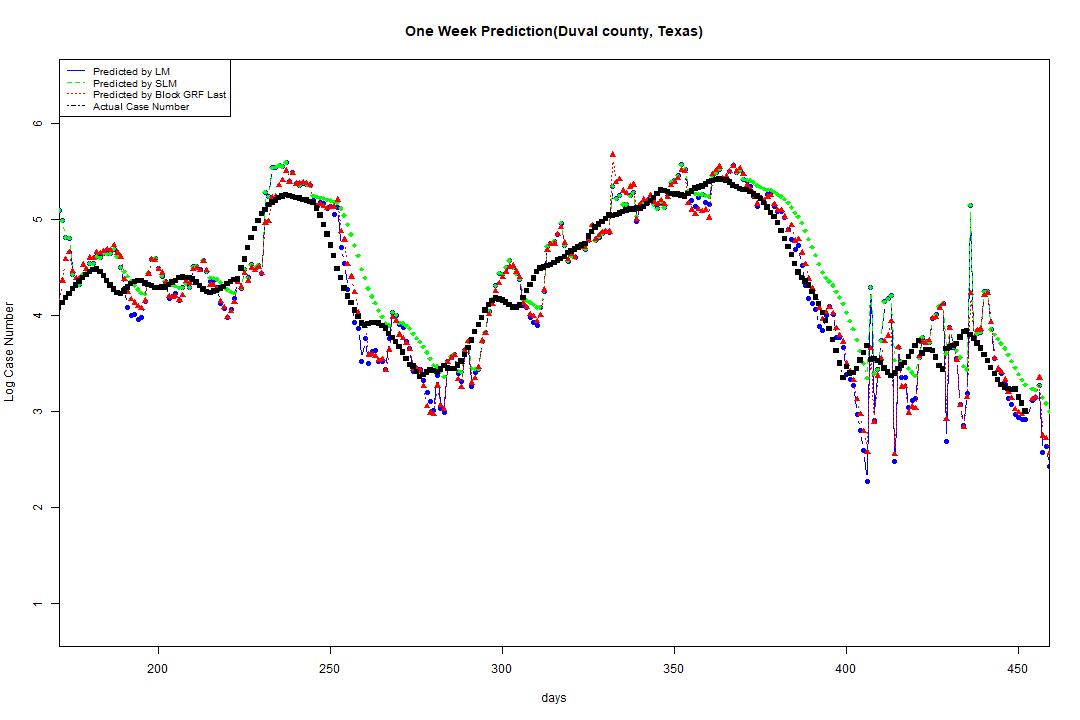 One Week Prediction(Duval county, Texas)
Predicted by LM
Predicted by SLM
Predicted by Block GRF Last
Actual Case Number
Log Case Number
6
5
4
3
2
1
200
250
300
350
400
450
days